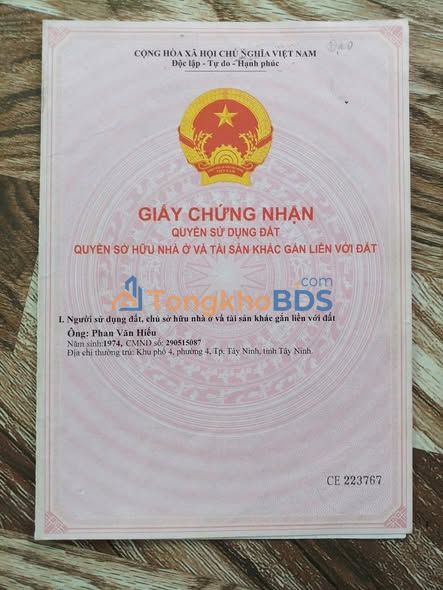 CỘNG HÒA XÃ HỘI CHỦ NGHĨA VIỆT NAM
Độc lập - Tự do - Hạnh phúc
Đạo
VIỆT NAM
GIẤY CHỨNG NHẬN
QUYỀN SỬ DỤNG ĐẤT
QUYỀN SỞ HỮU NHÀ Ở VÀ TÀI SẢN KHÁC GẮN LIỀN VỚI ĐẤT
TongkhoBDS.com
I. Người sử dụng đất, chủ sở hữu nhà ở và tài sản khác gắn liền với đất
Ông: Phan Văn Hiếu
Năm sinh:1974, CMND số: 290515087
Địa chỉ thường trú: Khu phố 4, phường 4, Tp. Tây Ninh, tỉnh Tây Ninh.
CE 223767